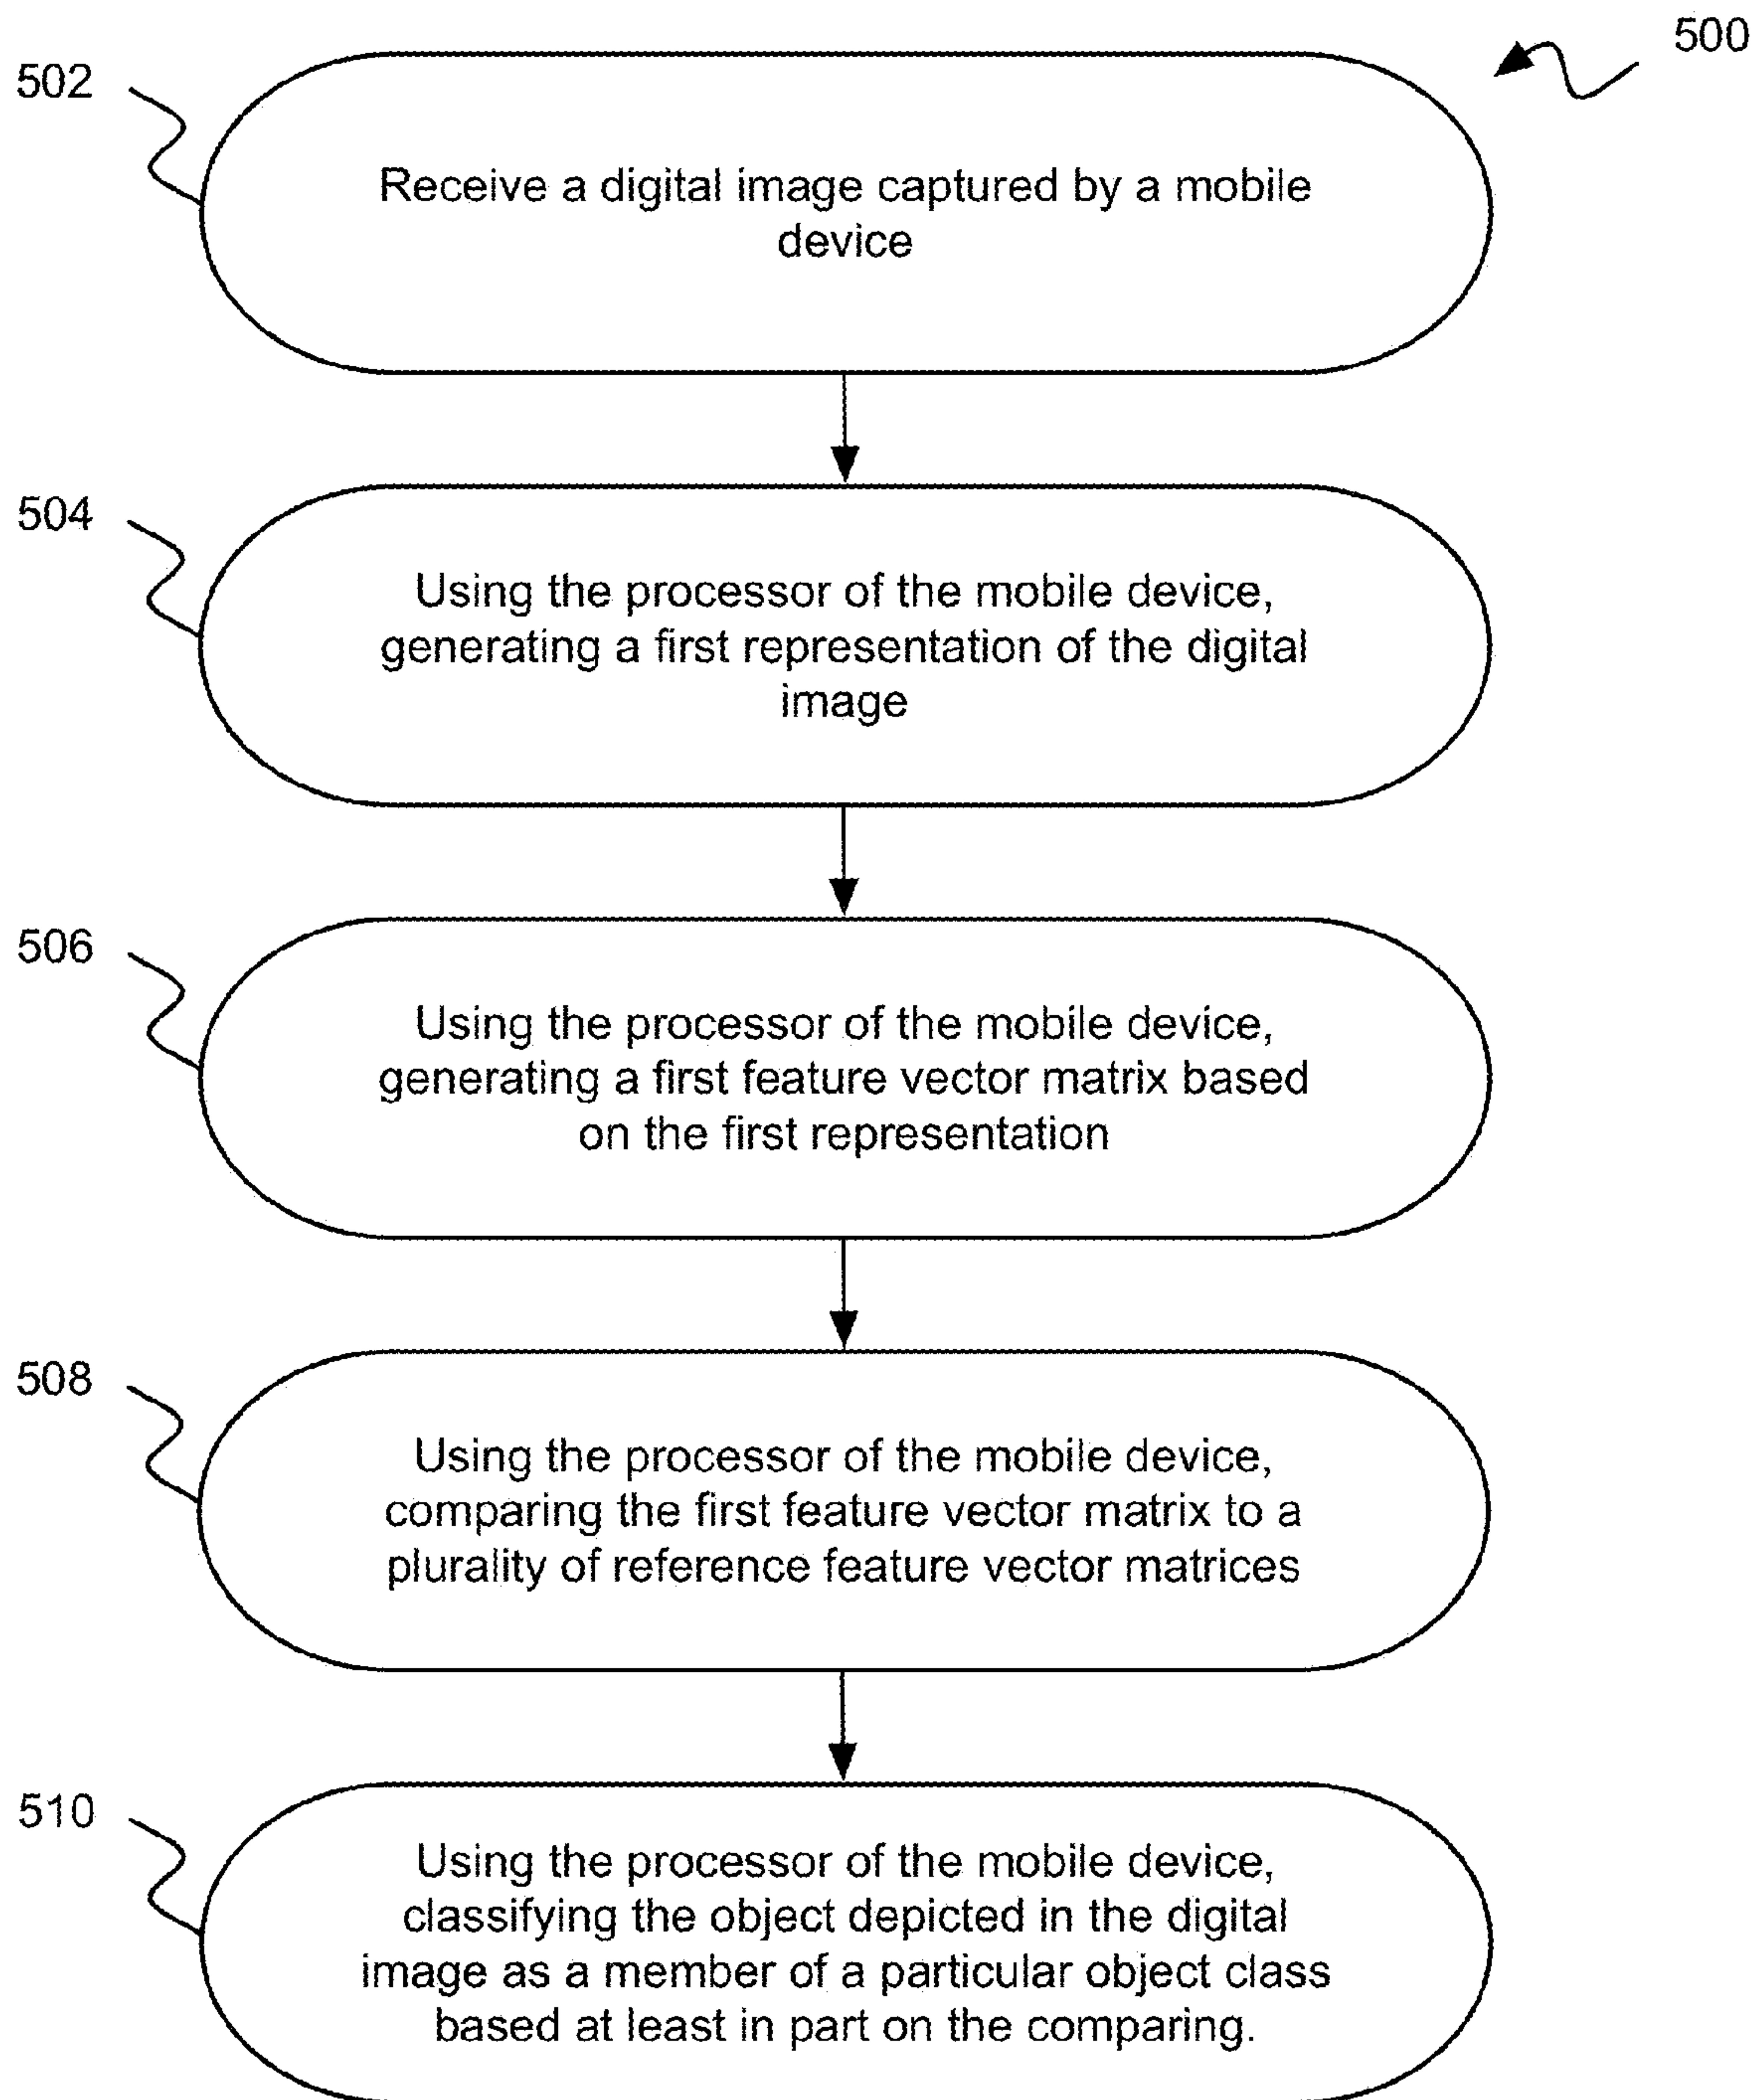 500
502
Receive a digital image captured by a mobile
device
504
Using the processor of the mobile device,
generating a first representation of the digital
image
506
Using the processor of the mobile device,
generating a first feature vector matrix based
on the first representation
508
Using the processor of the mobile device,
comparing the first feature vector matrix to a
plurality of reference feature vector matrices
510
Using the processor of the mobile device,
classifying the object depicted in the digital
image as a member of a particular object class
based at least in part on the comparing.